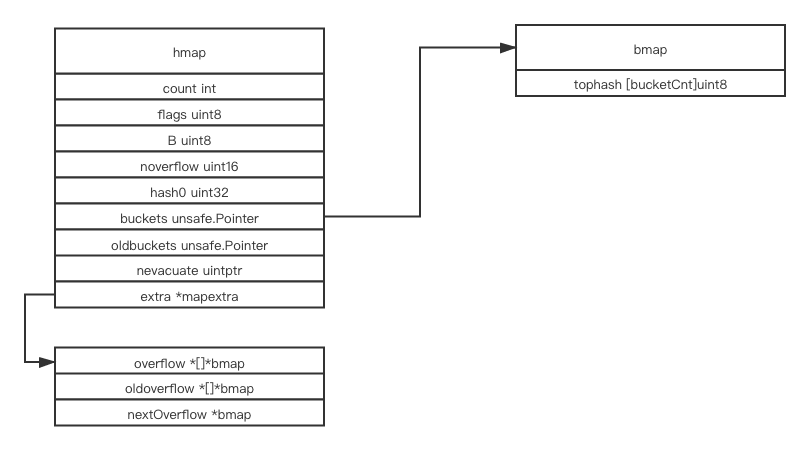 hmap
count int
flags uint8
B uint8
noverflow uint16
hash0 uint32
buckets unsafe.Pointer
oldbuckets unsafe.Pointer
nevacuate uintptr
extra *mapextra
overflow *[]*bmap
oldoverflow *[]*bmap
nextOverflow *bmap
bmap
tophash [bucketCnt]uint8